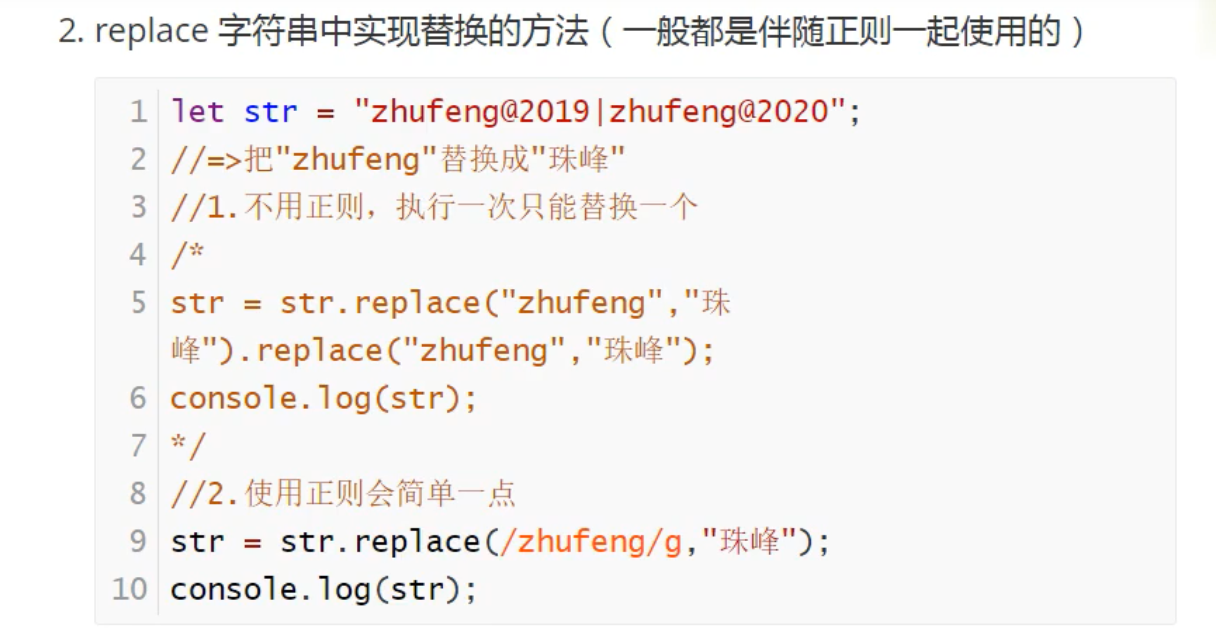 2. replace 字符串中实现替换的方法（一般都是伴随正则一起使用的）
1 let str = "zhufeng@2019|zhufeng@2020";
2 //=>把"zhufeng"替换成"珠峰"
3 //1.不用正则，执行一次只能替换一个
4 /*
5 str = str.replace("zhufeng","珠
峰").replace("zhufeng","珠峰");
6 console.log(str);
7 */
8 //2.使用正则会简单一点
9 str = str.replace(/zhufeng/g,"珠峰");
10 console.log(str);